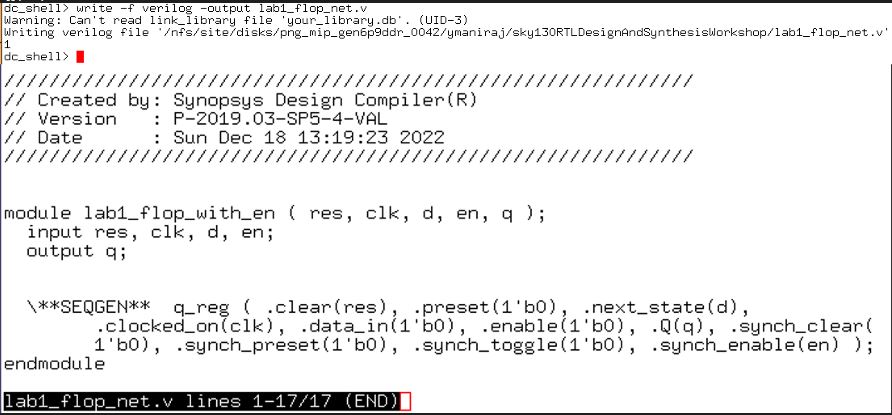 dc_shell> write -f verilog -output lab1_flop_net.v
Warning: Can't read link_library file 'your_library.db'. (UID-3)
Writing verilog file '/nfs/site/disks/png_mip_gen6p9ddr_0042/ymaniraj/sky130RTLDesignAndSynthesisWorkshop/lab1_flop_net.v'
1
dc_shell>
////////////////////////////////////////////////////////////
// Created by: Synopsys Design Compiler(R)
// Version   : P-2019.03-SP5-4-VAL
// Date      : Sun Dec 18 13:19:23 2022
////////////////////////////////////////////////////////////
module lab1_flop_with_en ( res, clk, d, en, q );
  input res, clk, d, en;
  output q;
  \**SEQGEN**  q_reg ( .clear(res), .preset(1'b0), .next_state(d),
        .clocked_on(clk), .data_in(1'b0), .enable(1'b0), .Q(q), .synch_clear(
        1'b0), .synch_preset(1'b0), .synch_toggle(1'b0), .synch_enable(en) );
endmodule
lab1_flop_net.v lines 1-17/17 (END)